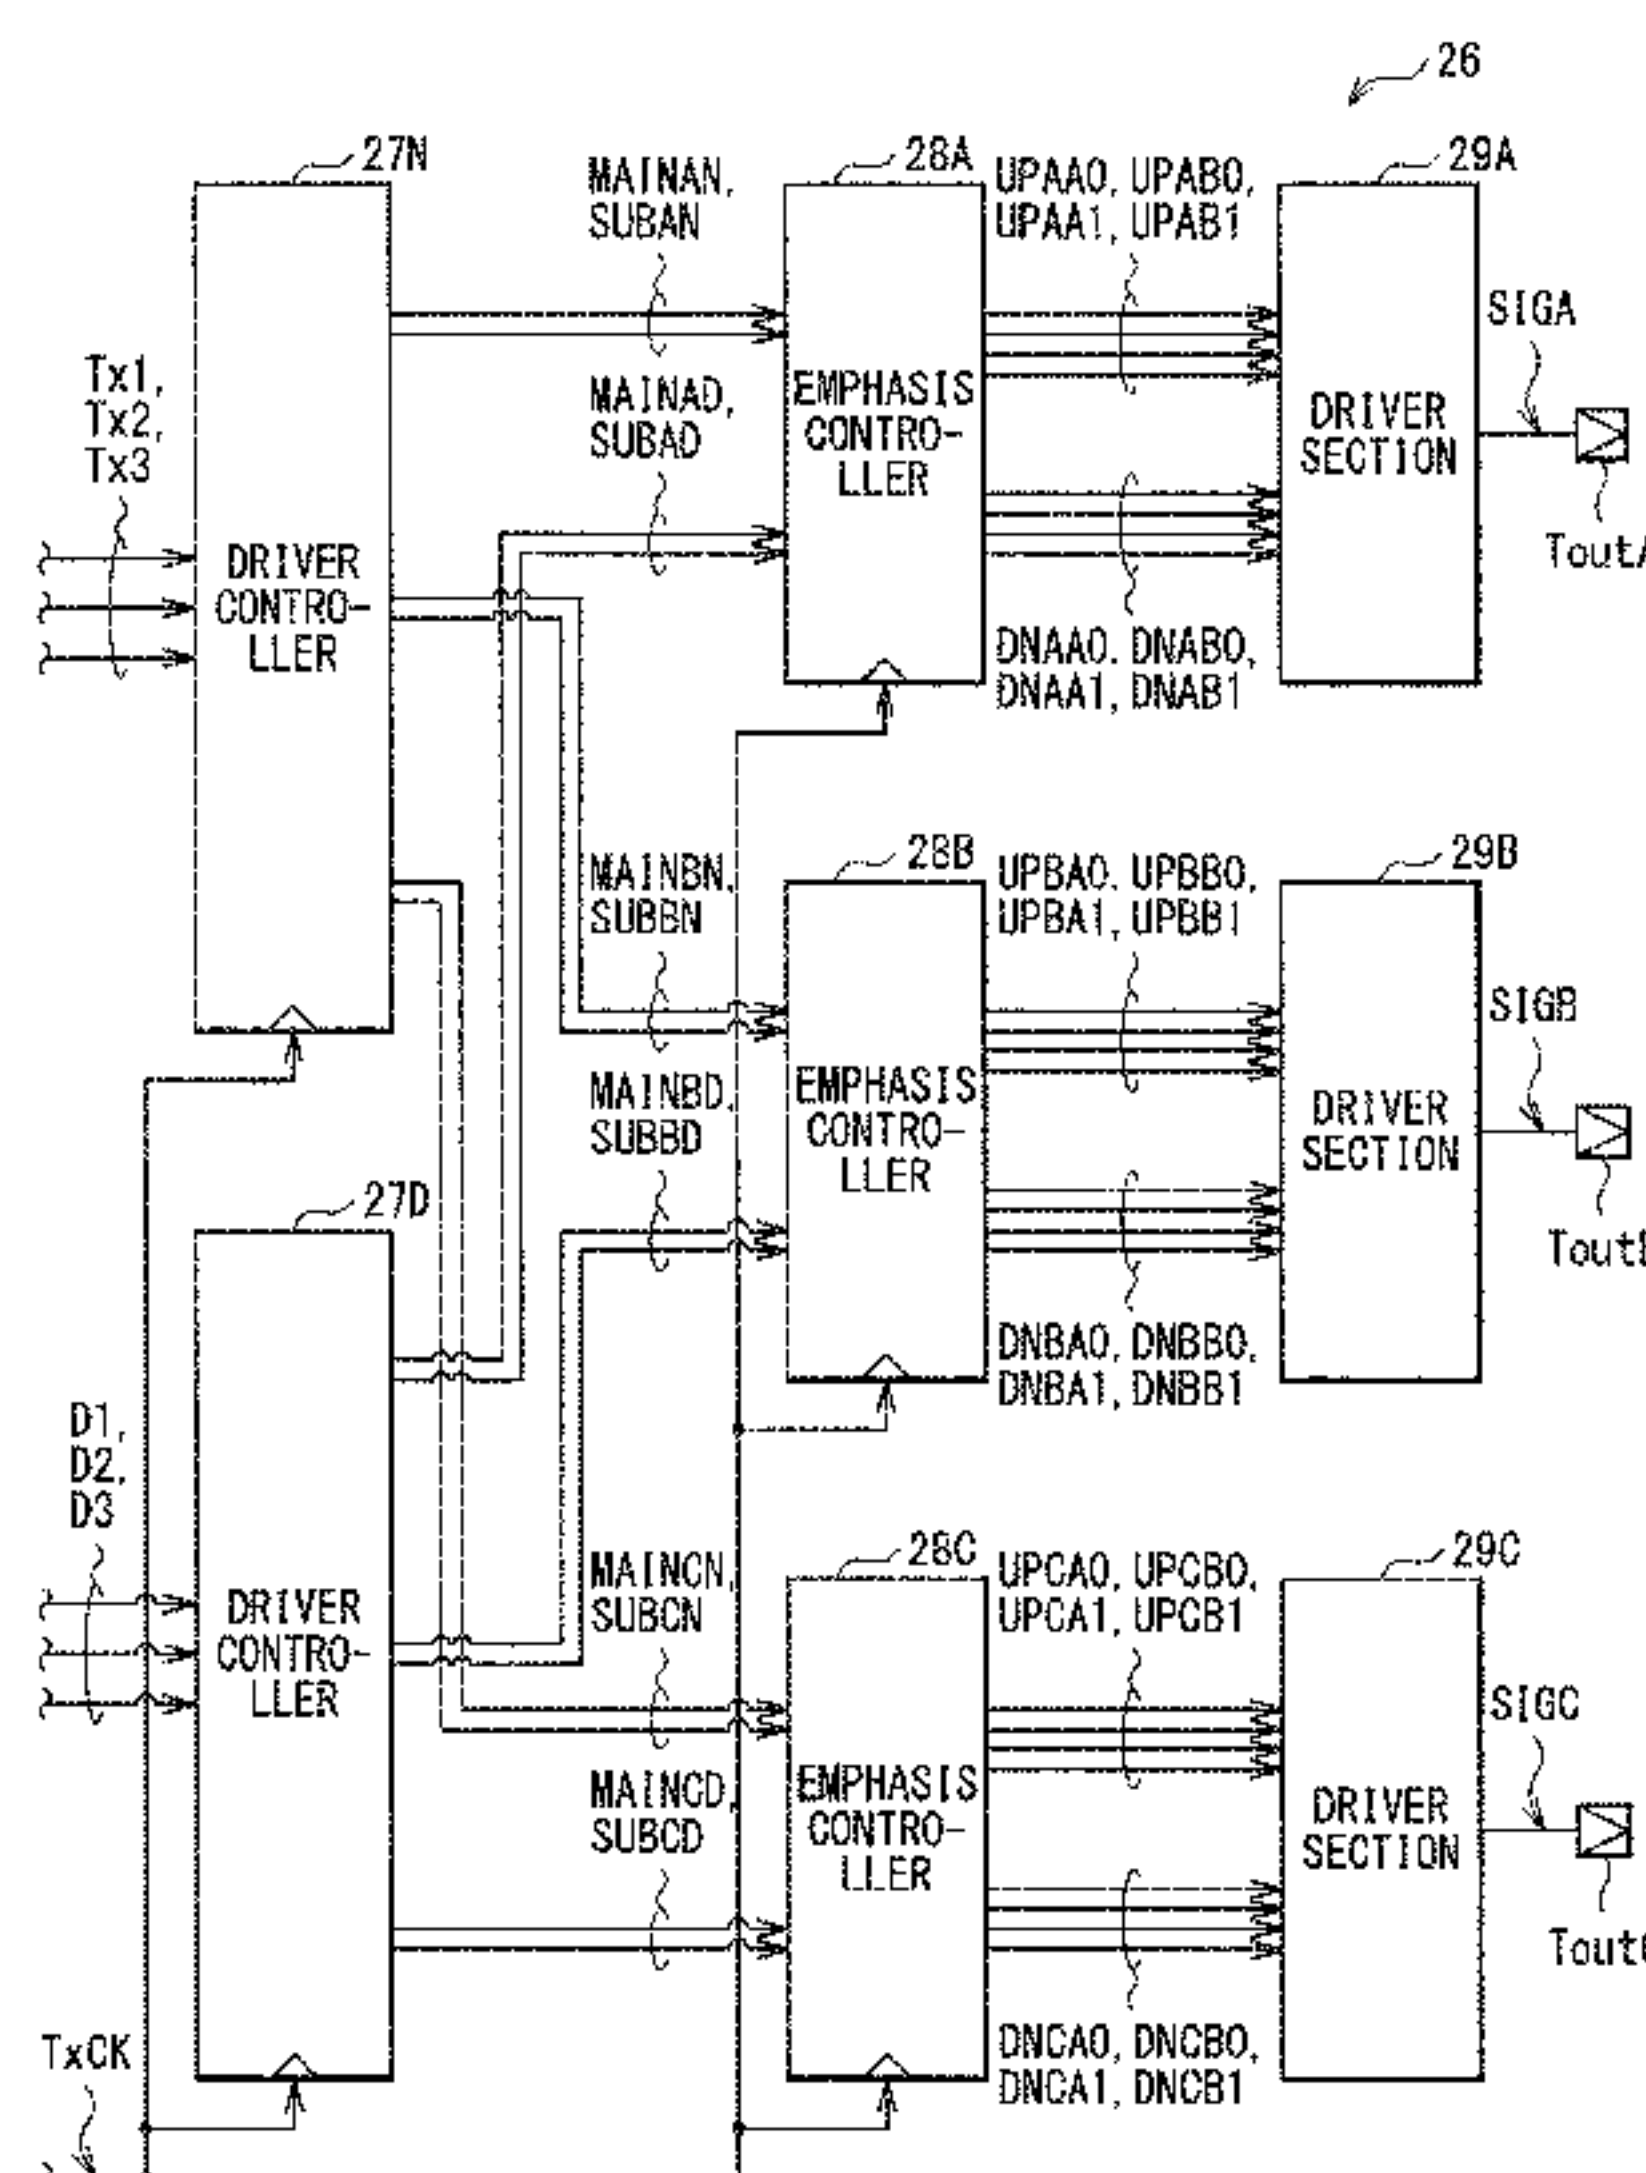 26
27N
MAINAN,
SUBAN
28A
UPAA0, UPAB0,
UPAA1, UPAB1
29A
SIGA
Tx1,
Tx2,
Tx3
DRIVER
CONTRO-
LLER
MAINAD,
SUBAD
EMPHASIS
CONTRO-
LLER
DRIVER
SECTION
DNAA0, DNAB0,
DNAA1, DNAB1
ToutA
MAINBN,
SUBBN
28B
UPBA0, UPBB0,
UPBA1, UPBB1
29B
SIGB
MAINBD,
SUBBD
EMPHASIS
CONTRO-
LLER
DRIVER
SECTION
27D
DNBA0, DNBB0,
DNBA1, DNBB1
D1,
D2,
D3
DRIVER
CONTRO-
LLER
MAINCN,
SUBCN
28C
UPCA0, UPCB0,
UPCA1, UPCB1
29C
SIGC
MAINCD,
SUBCD
EMPHASIS
CONTRO-
LLER
DRIVER
SECTION
DNCA0, DNCB0,
DNCA1, DNCB1
TxCK